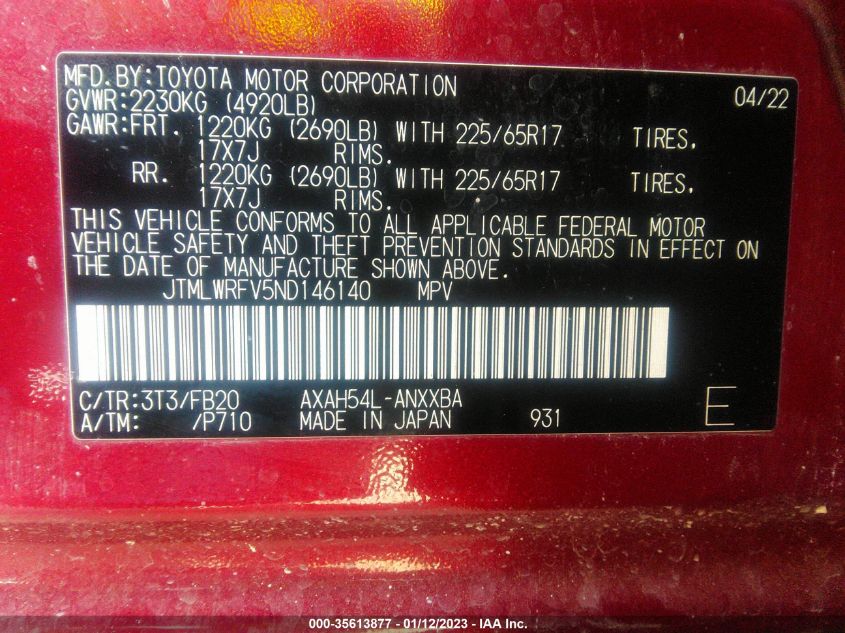 MFD. BY: TOYOTA MOTOR CORPORATION 04/22
GVWR: 2230KG (4920LB)
GAWR: FRT. 1220KG (2690LB) WITH 225/65R17 TIRES,
17X7J RIMS.
RR. 1220KG (2690LB) WITH 225/65R17 TIRES,
17X7J RIMS.
THIS VEHICLE CONFORMS TO ALL APPLICABLE FEDERAL MOTOR
VEHICLE SAFETY AND THEFT PREVENTION STANDARDS IN EFFECT ON
THE DATE OF MANUFACTURE SHOWN ABOVE.
JTMLWRFV5ND146140 MPV
C/TR: 3T3/FB20 AXAH54L-ANXXBA E
A/TM: /P710 MADE IN JAPAN 931
000-35613877 - 01/12/2023 - IAA Inc.